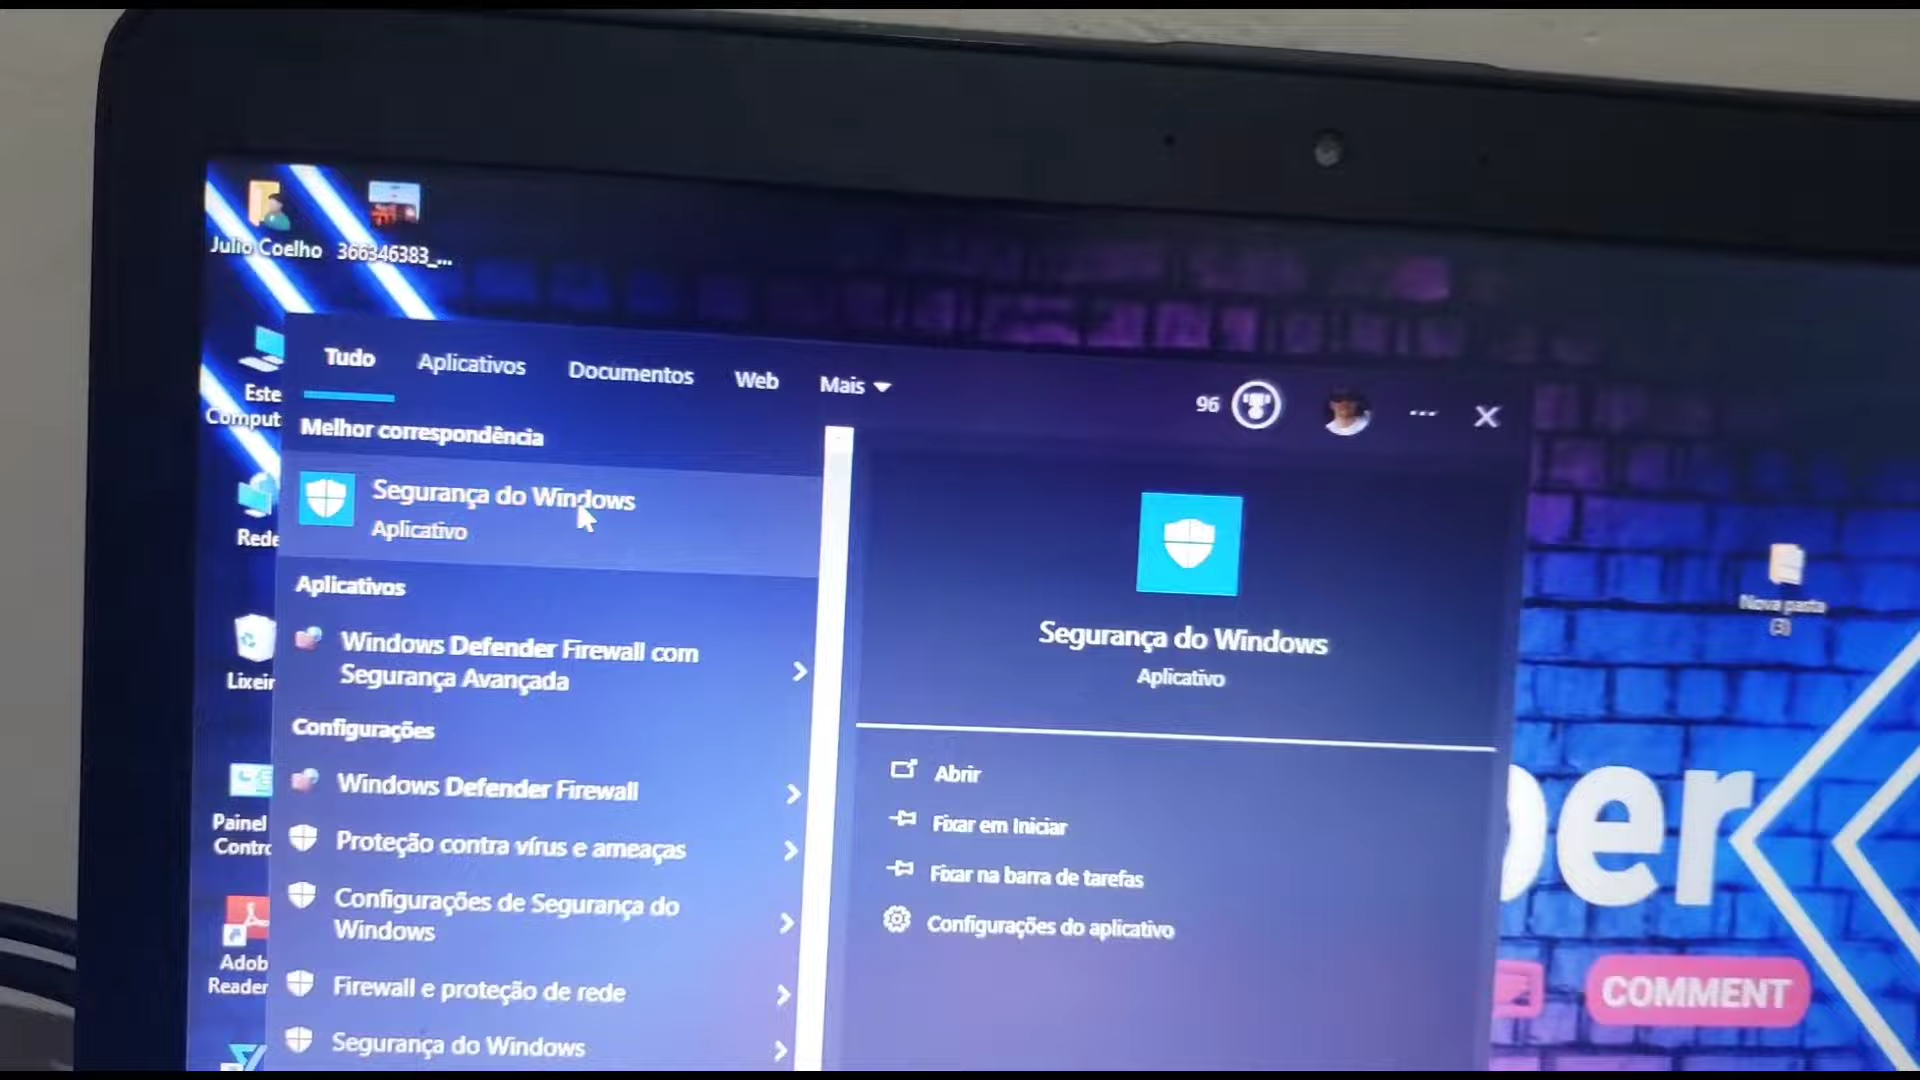 Julio Coelho
366346383_...
Este
Comput
Rede
Lixeir
Painel
Contro
Adob
Reader
Tudo
Aplicativos
Documentos
Web
Mais
96
Melhor correspondência
Segurança do Windows
Aplicativo
Aplicativos
Windows Defender Firewall com
Segurança Avançada
Configurações
Windows Defender Firewall
Proteção contra vírus e ameaças
Configurações de Segurança do
Windows
Firewall e proteção de rede
Segurança do Windows
Segurança do Windows
Aplicativo
Abrir
Fixar em Iniciar
Fixar na barra de tarefas
Configurações do aplicativo
Nova pasta
(3)
ber
COMMENT